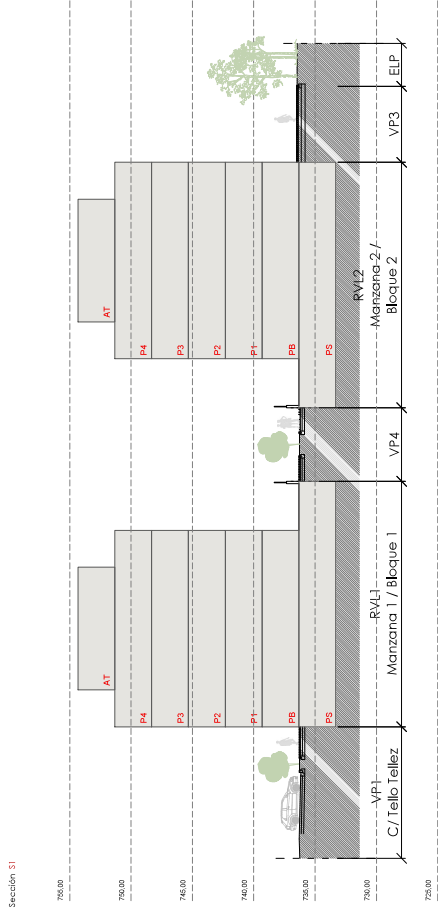 Sección S1
755.00
750.00
745.00
740.00
735.00
730.00
725.00
AT
P4
P3
P2
P1
PB
PS
AT
P4
P3
P2
P1
PB
PS
VP1
C/ Tello Tellez
RVL1
Manzana 1 / Bloque 1
VP4
RVL2
Manzana 2 /
Bloque 2
VP3
ELP